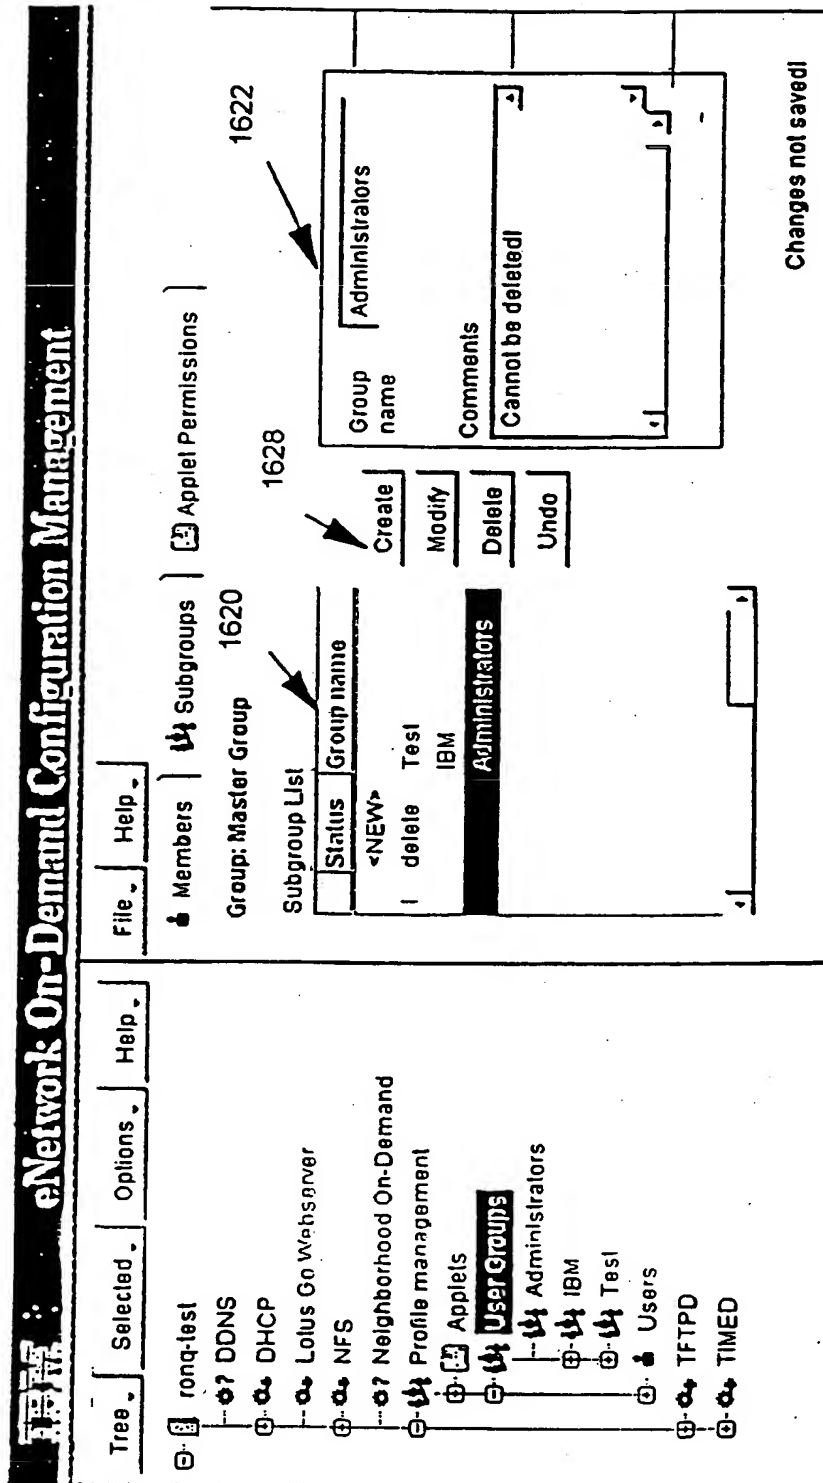 IBM eNetwork On-Demand Configuration Management
Tree Selected Options Help
ronq-test
? DDNS
DHCP
Lotus Go Webserver
NFS
? Neighborhood On-Demand
Profile management
Applets
User Groups
Administrators
IBM
Test
Users
TFTPD
TIMED
File Help
Members Subgroups Applet Permissions
Group: Master Group
Subgroup List
1620
Status Group name
<NEW>
delete Test
IBM
Administrators
1628
Create
Modify
Delete
Undo
1622
Group name
Administrators
Comments
Cannot be deleted!
Changes not saved!